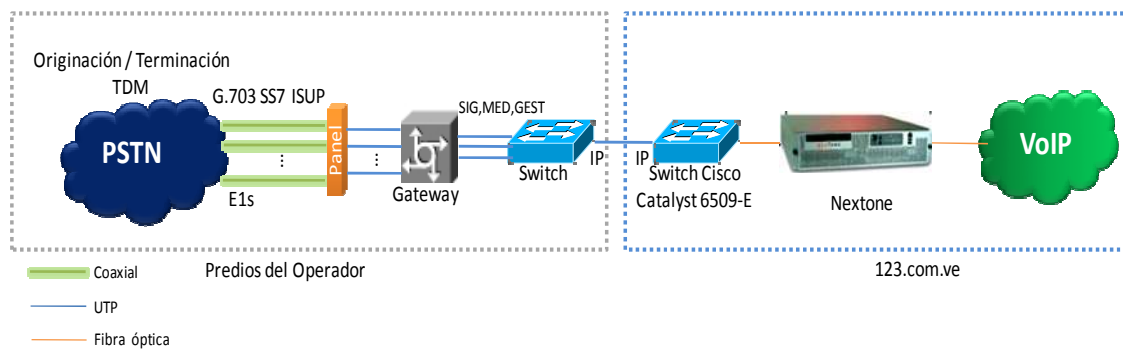 Originación / Terminación
TDM
G.703 SS7 ISUP
PSTN
E1s
Panel
Gateway
SIG,MED,GEST
Switch
IP
IP
Switch Cisco
Catalyst 6509-E
Nextone
VoIP
Predios del Operador
123.com.ve
Coaxial
UTP
Fibra óptica